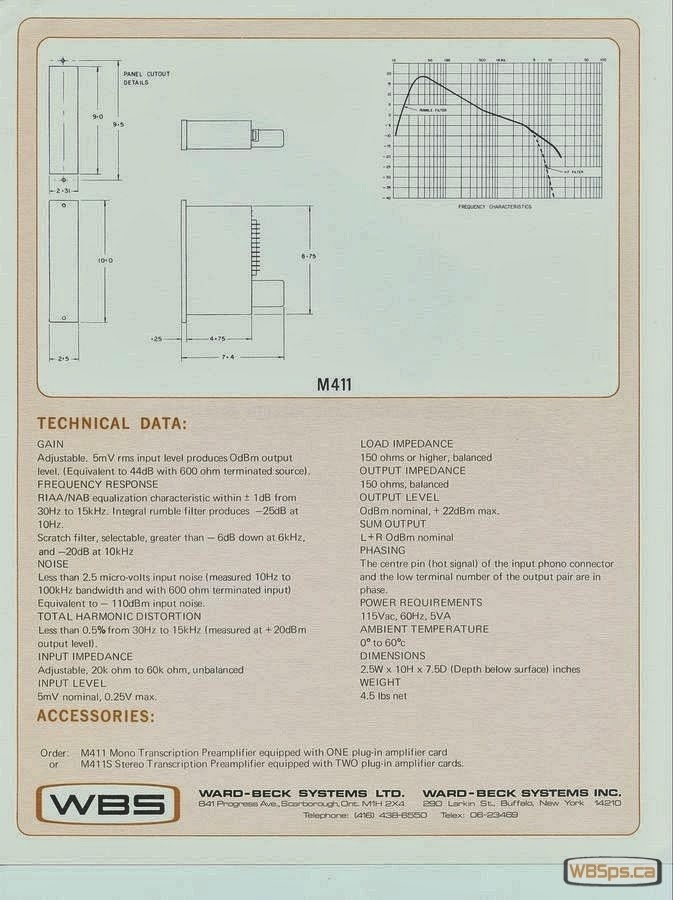 PANEL CUTOUT
DETAILS
9·0
9·5
2·31
10·0
2·5
·25
4·75
7·4
8·75
RUMBLE FILTER
HF FILTER
FREQUENCY CHARACTERISTICS
M411
TECHNICAL DATA:
GAIN
Adjustable. 5mV rms input level produces OdBm output
level. (Equivalent to 44dB with 600 ohm terminated source).
FREQUENCY RESPONSE
RIAA/NAB equalization characteristic within ± 1dB from
30Hz to 15kHz. Integral rumble filter produces −25dB at
10Hz.
Scratch filter, selectable, greater than − 6dB down at 6kHz,
and −20dB at 10kHz
NOISE
Less than 2.5 micro-volts input noise (measured 10Hz to
100kHz bandwidth and with 600 ohm terminated input)
Equivalent to − 110dBm input noise.
TOTAL HARMONIC DISTORTION
Less than 0.5% from 30Hz to 15kHz (measured at + 20dBm
output level).
INPUT IMPEDANCE
Adjustable, 20k ohm to 60k ohm, unbalanced
INPUT LEVEL
5mV nominal, 0.25V max.
LOAD IMPEDANCE
150 ohms or higher, balanced
OUTPUT IMPEDANCE
150 ohms, balanced
OUTPUT LEVEL
OdBm nominal, + 22dBm max.
SUM OUTPUT
L+R OdBm nominal
PHASING
The centre pin (hot signal) of the input phono connector
and the low terminal number of the output pair are in
phase.
POWER REQUIREMENTS
115Vac, 60Hz, 5VA
AMBIENT TEMPERATURE
0° to 60°c
DIMENSIONS
2.5W x 10H x 7.5D (Depth below surface) inches
WEIGHT
4.5 lbs net
ACCESSORIES:
Order: M411 Mono Transcription Preamplifier equipped with ONE plug-in amplifier card
or M411S Stereo Transcription Preamplifier equipped with TWO plug-in amplifier cards.
WBS
WARD-BECK SYSTEMS LTD. WARD-BECK SYSTEMS INC.
841 Progress Ave., Scarborough, Ont. M1H 2X4 290 Larkin St., Buffalo, New York 14210
Telephone: (416) 438-6550 Telex: 06-23469
WBSps.ca